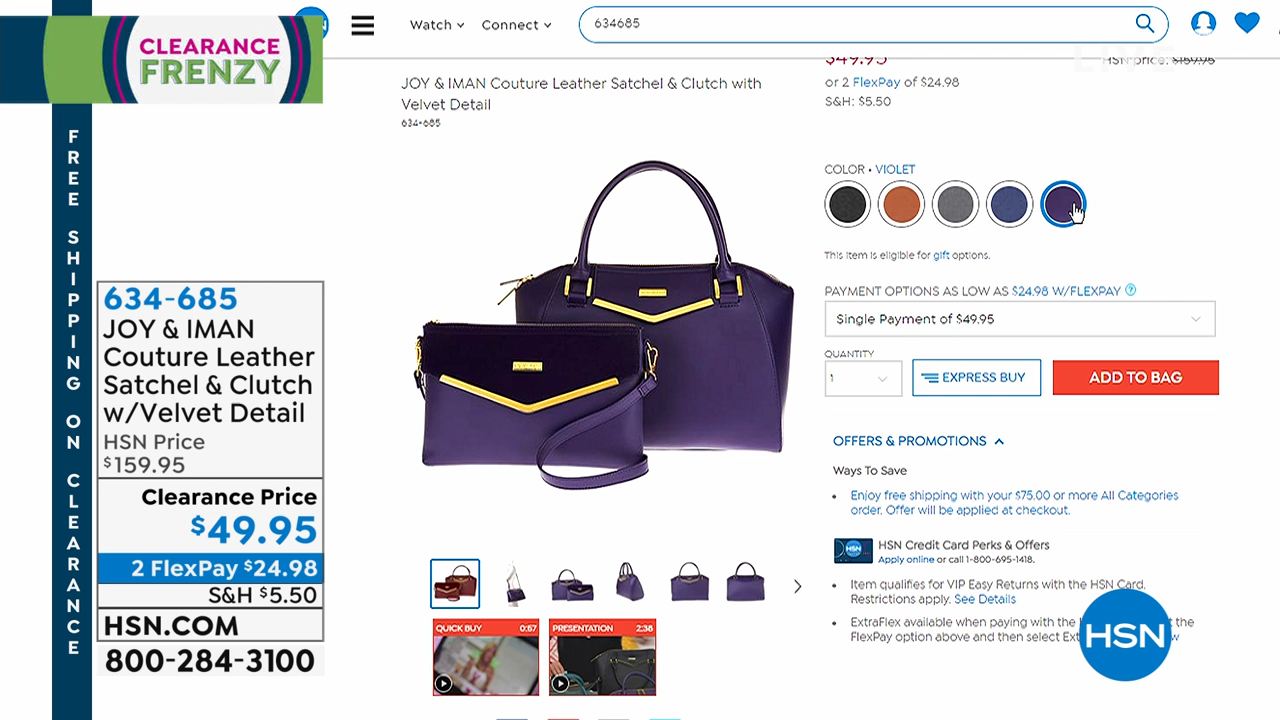 CLEARANCE
FRENZY
FREE SHIPPING ON CLEARANCE
634-685
JOY & IMAN
Couture Leather
Satchel & Clutch
w/Velvet Detail
HSN Price
$159.95
Clearance Price
$49.95
2 FlexPay $24.98
S&H $5.50
HSN.COM
800-284-3100
Watch
Connect
634685
LIVE
JOY & IMAN Couture Leather Satchel & Clutch with
Velvet Detail
634-685
$49.95
HSN price: $159.95
or 2 FlexPay of $24.98
S&H: $5.50
COLOR • VIOLET
This item is eligible for gift options.
PAYMENT OPTIONS AS LOW AS $24.98 W/FLEXPAY ?
Single Payment of $49.95
QUANTITY
1
EXPRESS BUY
ADD TO BAG
OFFERS & PROMOTIONS
Ways To Save
• Enjoy free shipping with your $75.00 or more All Categories
order. Offer will be applied at checkout.
HSN
HSN Credit Card Perks & Offers
Apply online or call 1-800-695-1418.
• Item qualifies for VIP Easy Returns with the HSN Card.
Restrictions apply. See Details
• ExtraFlex available when paying with the
FlexPay option above and then select
HSN
QUICK BUY 0:57
PRESENTATION 2:38